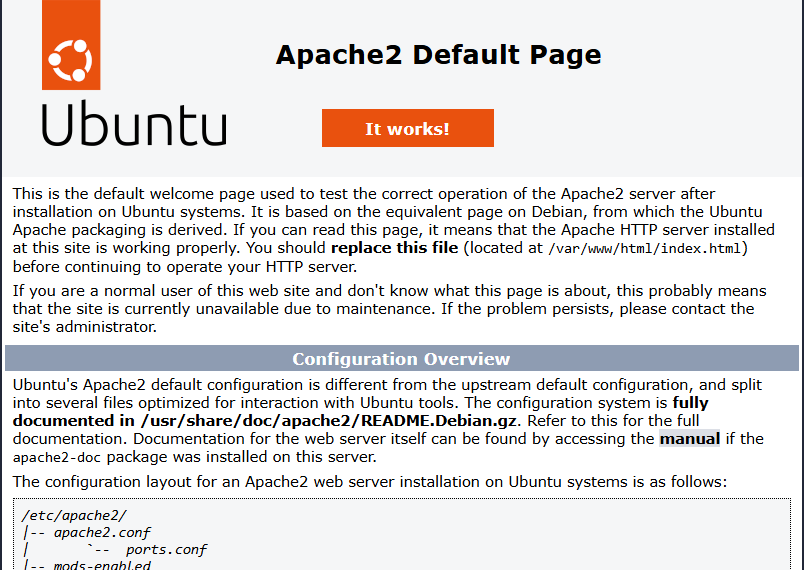 Apache2 Default Page
Ubuntu
It works!
This is the default welcome page used to test the correct operation of the Apache2 server after
installation on Ubuntu systems. It is based on the equivalent page on Debian, from which the Ubuntu
Apache packaging is derived. If you can read this page, it means that the Apache HTTP server installed
at this site is working properly. You should replace this file (located at /var/www/html/index.html)
before continuing to operate your HTTP server.
If you are a normal user of this web site and don't know what this page is about, this probably means
that the site is currently unavailable due to maintenance. If the problem persists, please contact the
site's administrator.
Configuration Overview
Ubuntu's Apache2 default configuration is different from the upstream default configuration, and split
into several files optimized for interaction with Ubuntu tools. The configuration system is fully
documented in /usr/share/doc/apache2/README.Debian.gz. Refer to this for the full
documentation. Documentation for the web server itself can be found by accessing the manual if the
apache2-doc package was installed on this server.
The configuration layout for an Apache2 web server installation on Ubuntu systems is as follows:
/etc/apache2/
|-- apache2.conf
|       `--  ports.conf
|-- mods-enabled